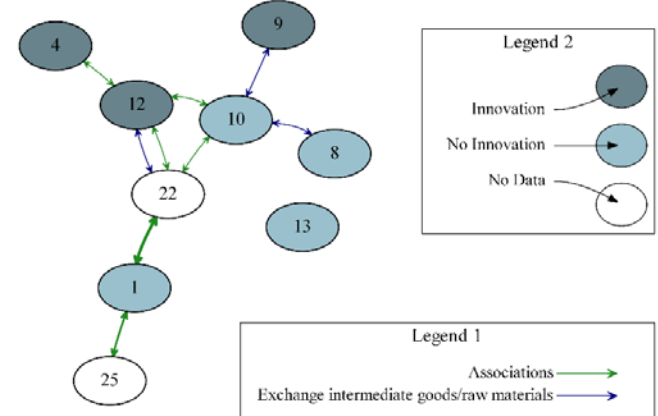 9
4
Legend 2
12
10
Innovation
8
No Innovation
No Data
22
13
1
Legend 1
Associations
25
Exchange intermediate goods/raw materials